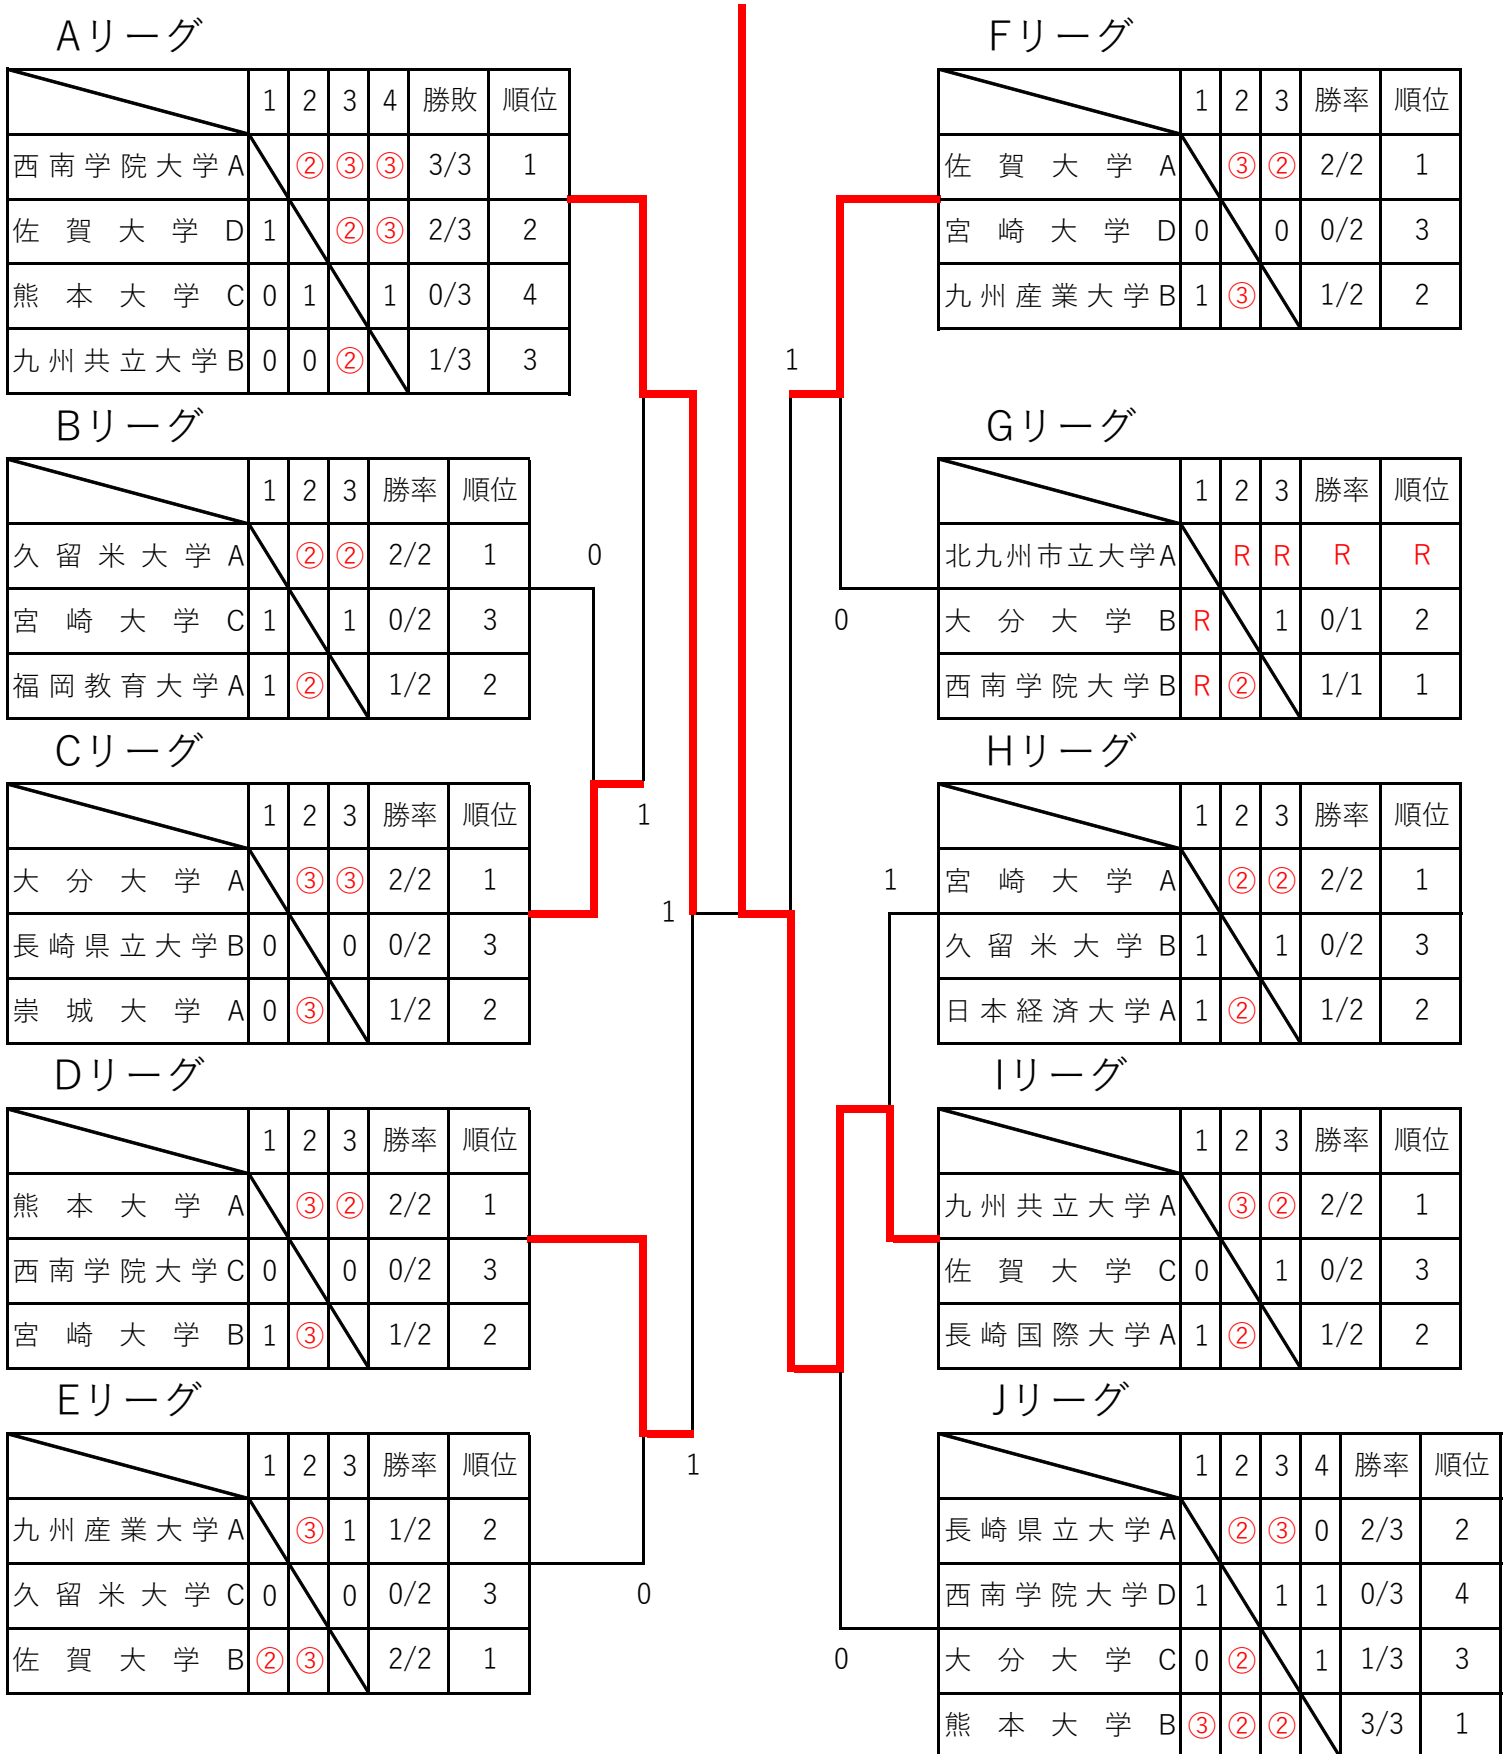 Aリーグ
1 2 3 4 勝敗 順位
西南学院大学A ② ③ ③ 3/3 1
佐賀大学D 1 ② ③ 2/3 2
熊本大学C 0 1 1 0/3 4
九州共立大学B 0 0 ② 1/3 3
Bリーグ
1 2 3 勝率 順位
久留米大学A ② ② 2/2 1
宮崎大学C 1 1 0/2 3
福岡教育大学A 1 ② 1/2 2
Cリーグ
1 2 3 勝率 順位
大分大学A ③ ③ 2/2 1
長崎県立大学B 0 0 0/2 3
崇城大学A 0 ③ 1/2 2
Dリーグ
1 2 3 勝率 順位
熊本大学A ③ ② 2/2 1
西南学院大学C 0 0 0/2 3
宮崎大学B 1 ③ 1/2 2
Eリーグ
1 2 3 勝率 順位
九州産業大学A ③ 1 1/2 2
久留米大学C 0 0 0/2 3
佐賀大学B ② ③ 2/2 1
0
1
1
1
0
1
0
1
0
Fリーグ
1 2 3 勝率 順位
佐賀大学A ③ ② 2/2 1
宮崎大学D 0 0 0/2 3
九州産業大学B 1 ③ 1/2 2
Gリーグ
1 2 3 勝率 順位
北九州市立大学A R R R R
大分大学B R 1 0/1 2
西南学院大学B R ② 1/1 1
Hリーグ
1 2 3 勝率 順位
宮崎大学A ② ② 2/2 1
久留米大学B 1 1 0/2 3
日本経済大学A 1 ② 1/2 2
Iリーグ
1 2 3 勝率 順位
九州共立大学A ③ ② 2/2 1
佐賀大学C 0 1 0/2 3
長崎国際大学A 1 ② 1/2 2
Jリーグ
1 2 3 4 勝率 順位
長崎県立大学A ② ③ 0 2/3 2
西南学院大学D 1 1 1 0/3 4
大分大学C 0 ② 1 1/3 3
熊本大学B ③ ② ② 3/3 1